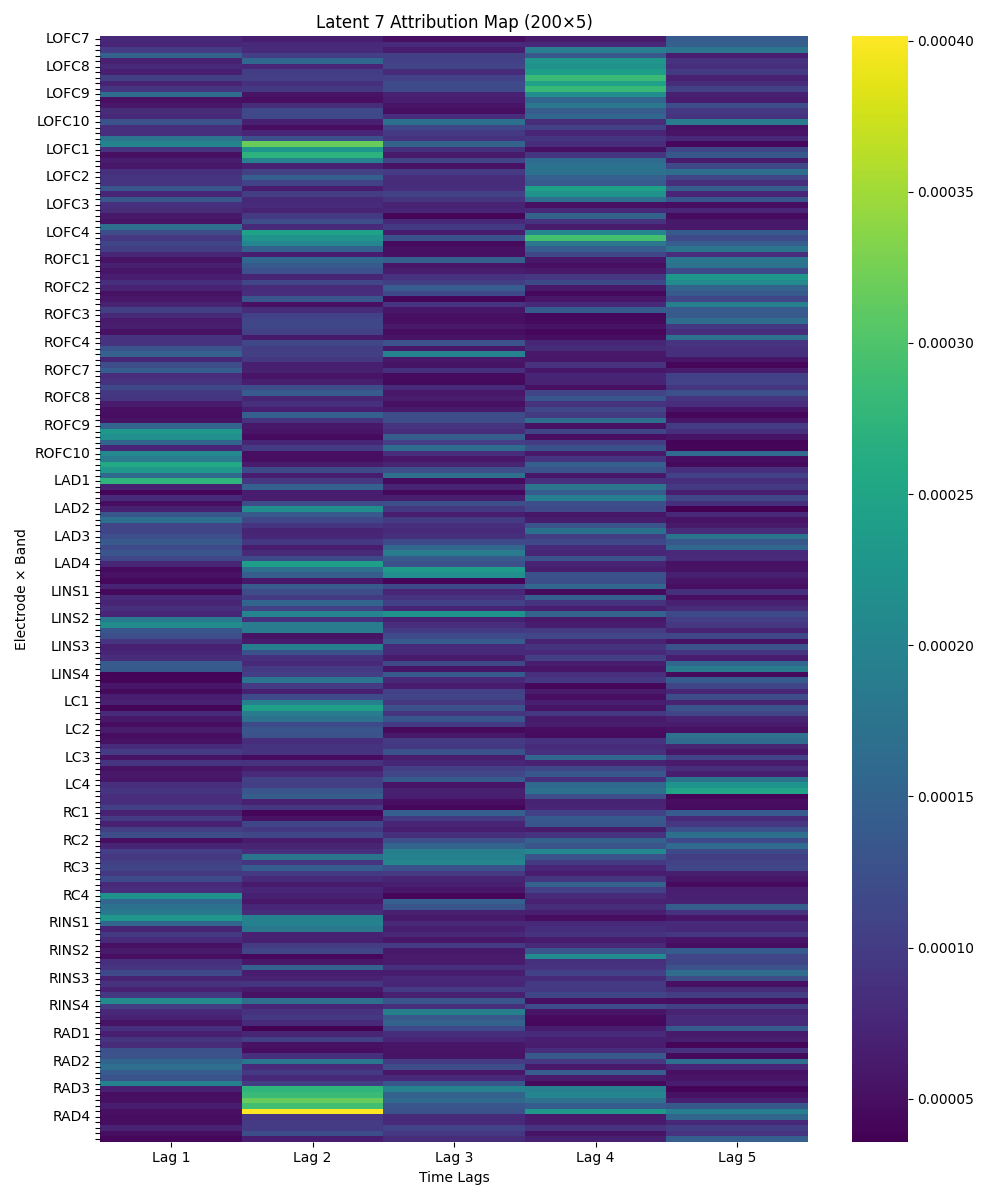 Latent 7 Attribution Map (200×5)
LOFC7
LOFC8
LOFC9
LOFC10
LOFC1
LOFC2
LOFC3
LOFC4
ROFC1
ROFC2
ROFC3
ROFC4
ROFC7
ROFC8
ROFC9
ROFC10
LAD1
LAD2
LAD3
LAD4
LINS1
LINS2
LINS3
LINS4
LC1
LC2
LC3
LC4
RC1
RC2
RC3
RC4
RINS1
RINS2
RINS3
RINS4
RAD1
RAD2
RAD3
RAD4
Electrode × Band
Lag 1 Lag 2 Lag 3 Lag 4 Lag 5
Time Lags
0.00040
0.00035
0.00030
0.00025
0.00020
0.00015
0.00010
0.00005